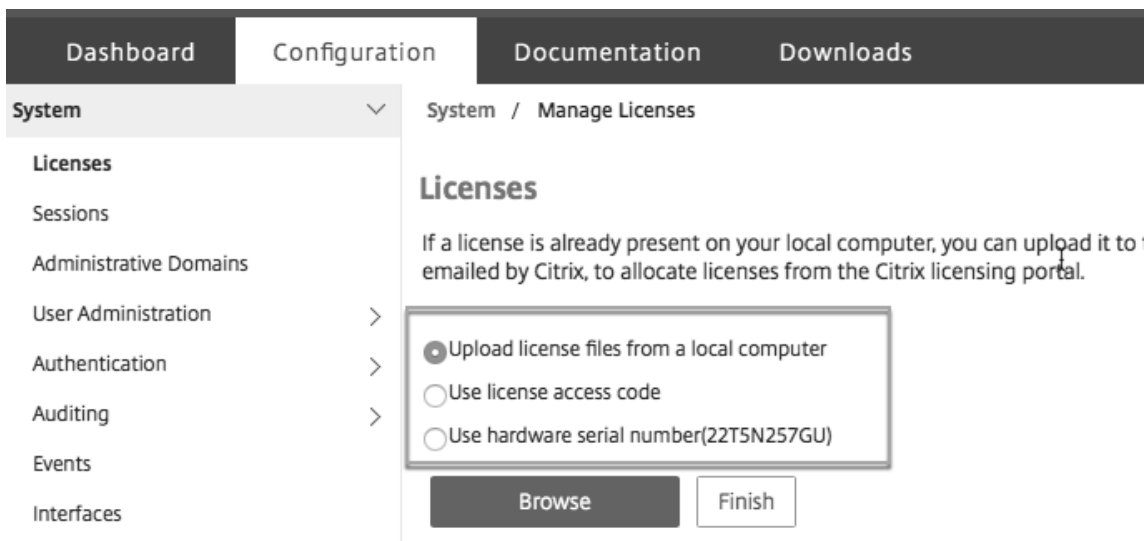 Dashboard Configuration Documentation Downloads
System
Licenses
Sessions
Administrative Domains
User Administration
Authentication
Auditing
Events
Interfaces
System / Manage Licenses
Licenses
If a license is already present on your local computer, you can upload it to
emailed by Citrix, to allocate licenses from the Citrix licensing portal.
Upload license files from a local computer
Use license access code
Use hardware serial number(22T5N257GU)
Browse Finish